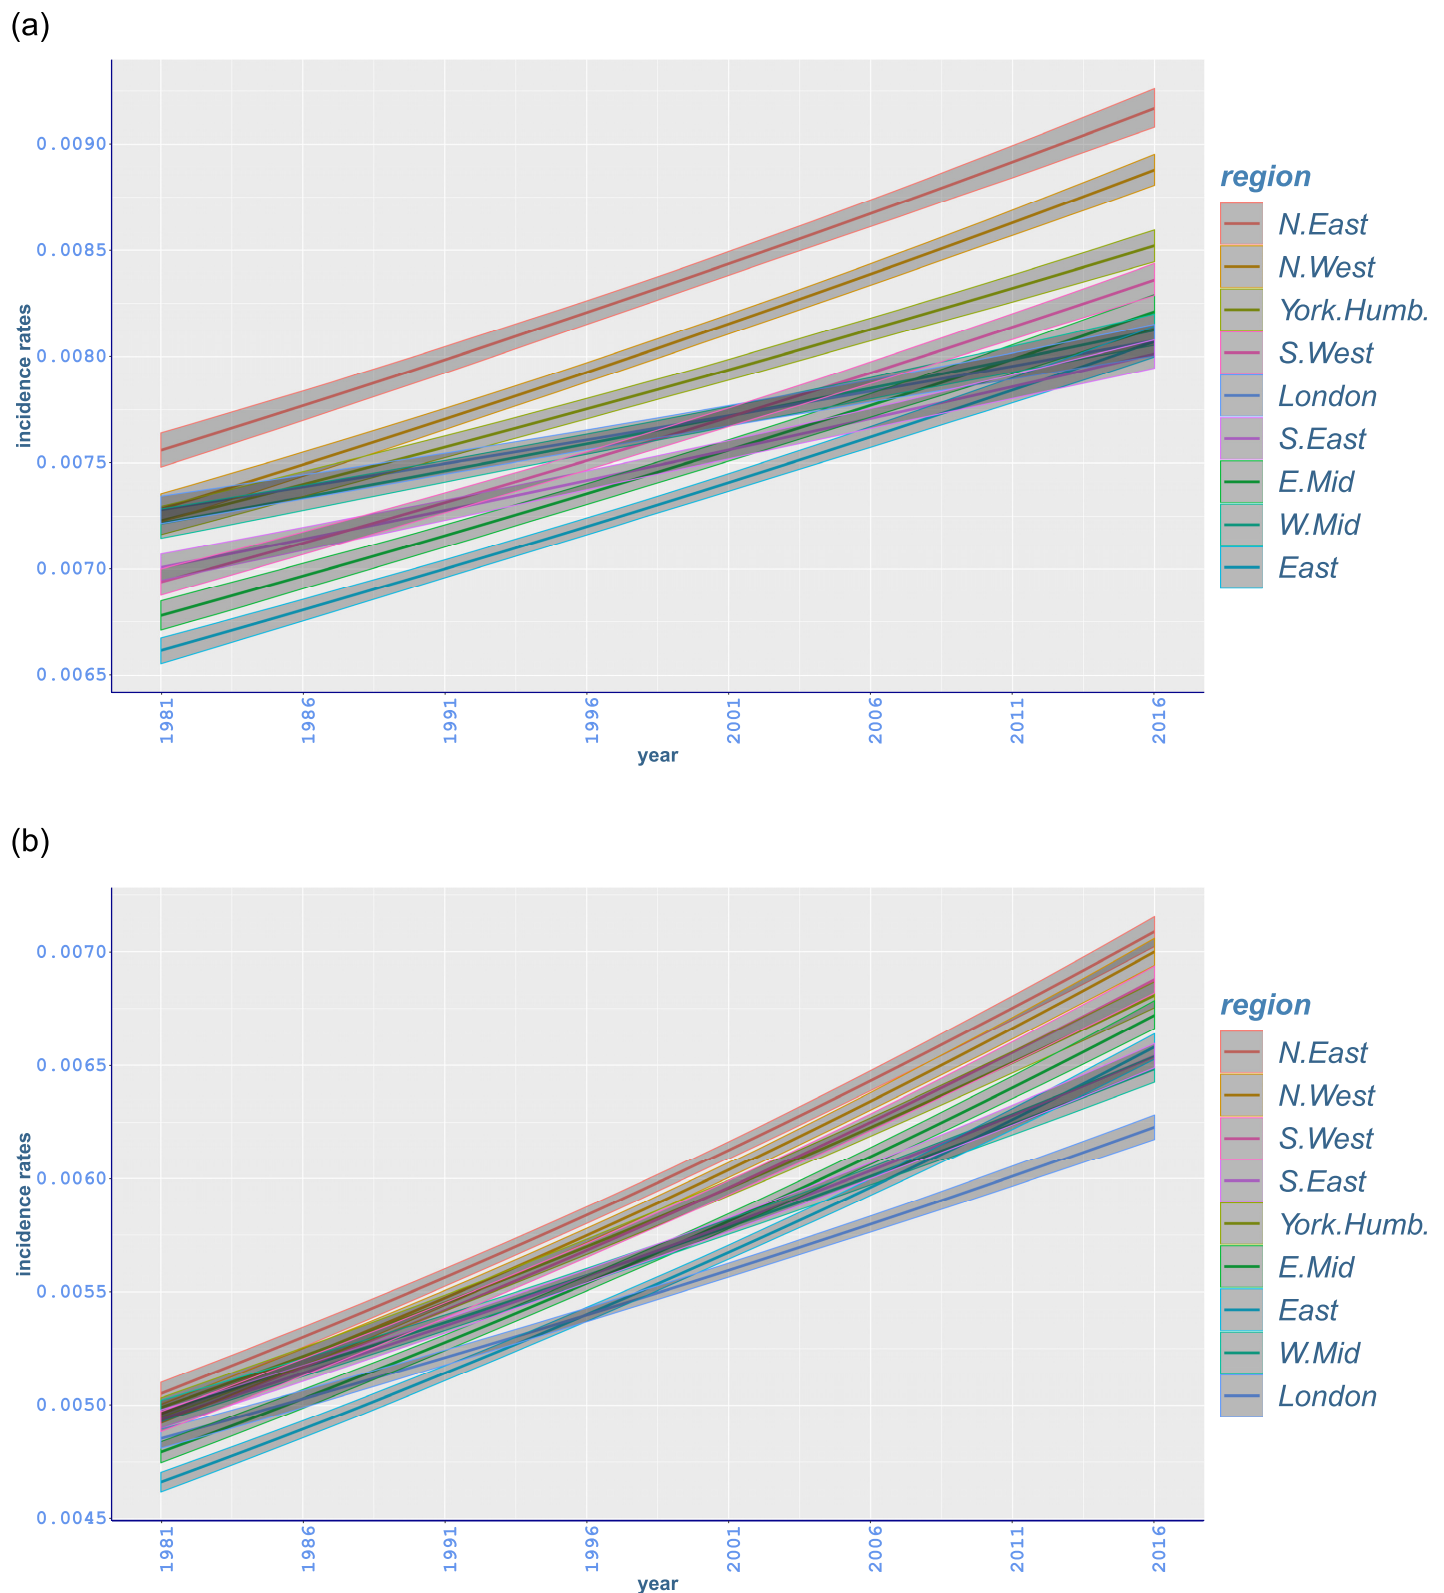 (a)
incidence rates
0.0090
0.0085
0.0080
0.0075
0.0070
0.0065
1981 1986 1991 1996 2001 2006 2011 2016
year
region
N.East
N.West
York.Humb.
S.West
London
S.East
E.Mid
W.Mid
East
(b)
incidence rates
0.0070
0.0065
0.0060
0.0055
0.0050
0.0045
1981 1986 1991 1996 2001 2006 2011 2016
year
region
N.East
N.West
S.West
S.East
York.Humb.
E.Mid
East
W.Mid
London